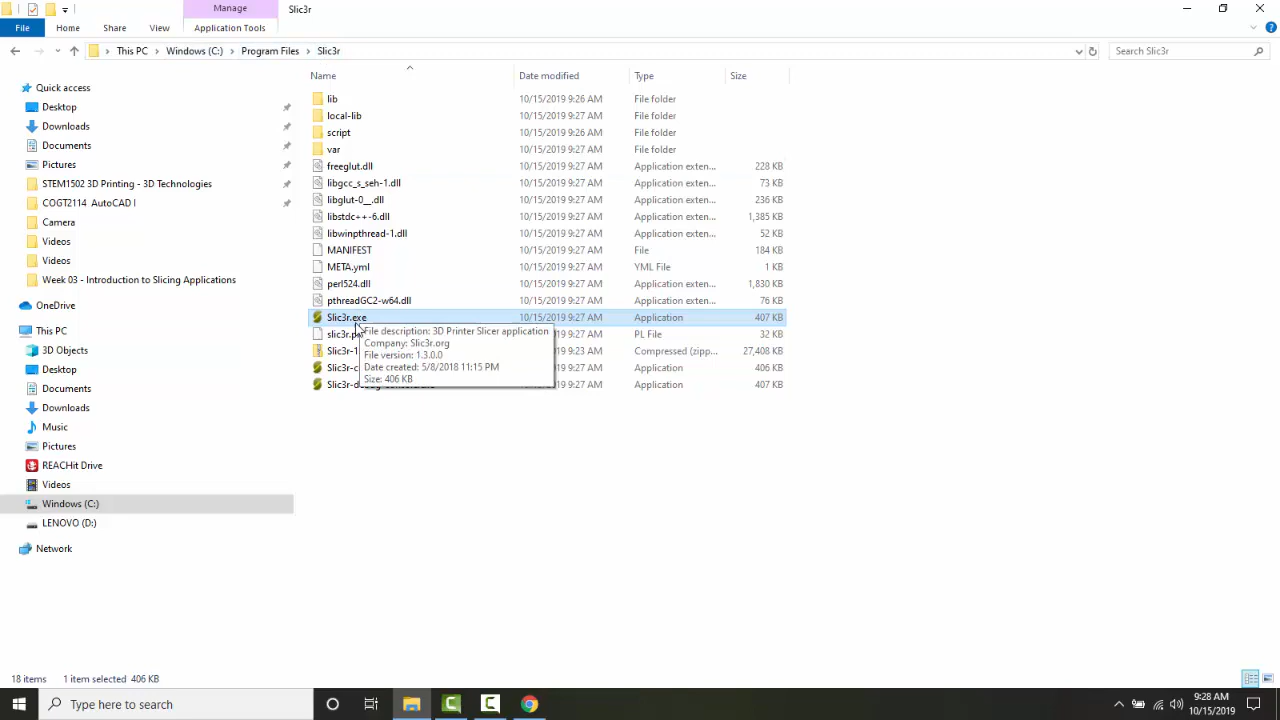 Manage
Slic3r
File
Home
Share
View
Application Tools
This PC
Windows (C:)
Program Files
Slic3r
Search Slic3r
Name
Date modified
Type
Size
Quick access
Desktop
Downloads
Documents
Pictures
STEM1502 3D Printing - 3D Technologies
COGT2114 AutoCAD I
Camera
Videos
Videos
Week 03 - Introduction to Slicing Applications
OneDrive
This PC
3D Objects
Desktop
Documents
Downloads
Music
Pictures
REACHit Drive
Videos
Windows (C:)
LENOVO (D:)
Network
lib 10/15/2019 9:26 AM File folder
local-lib 10/15/2019 9:27 AM File folder
script 10/15/2019 9:26 AM File folder
var 10/15/2019 9:27 AM File folder
freeglut.dll 10/15/2019 9:27 AM Application exten... 228 KB
libgcc_s_seh-1.dll 10/15/2019 9:27 AM Application exten... 73 KB
libglut-0__.dll 10/15/2019 9:27 AM Application exten... 236 KB
libstdc++-6.dll 10/15/2019 9:27 AM Application exten... 1,385 KB
libwinpthread-1.dll 10/15/2019 9:27 AM Application exten... 52 KB
MANIFEST 10/15/2019 9:27 AM File 184 KB
META.yml 10/15/2019 9:27 AM YML File 1 KB
perl524.dll 10/15/2019 9:27 AM Application exten... 1,830 KB
pthreadGC2-w64.dll 10/15/2019 9:27 AM Application exten... 76 KB
Slic3r.exe 10/15/2019 9:27 AM Application 407 KB
slic3r.p 9:27 AM PL File 32 KB
Slic3r-1 9:23 AM Compressed (zipp... 27,408 KB
Slic3r-c 9:27 AM Application 406 KB
Slic3r-d 9:27 AM Application 407 KB
File description: 3D Printer Slicer application
Company: Slic3r.org
File version: 1.3.0.0
Date created: 5/8/2018 11:15 PM
Size: 406 KB
18 items
1 item selected 406 KB
Type here to search
9:28 AM
10/15/2019